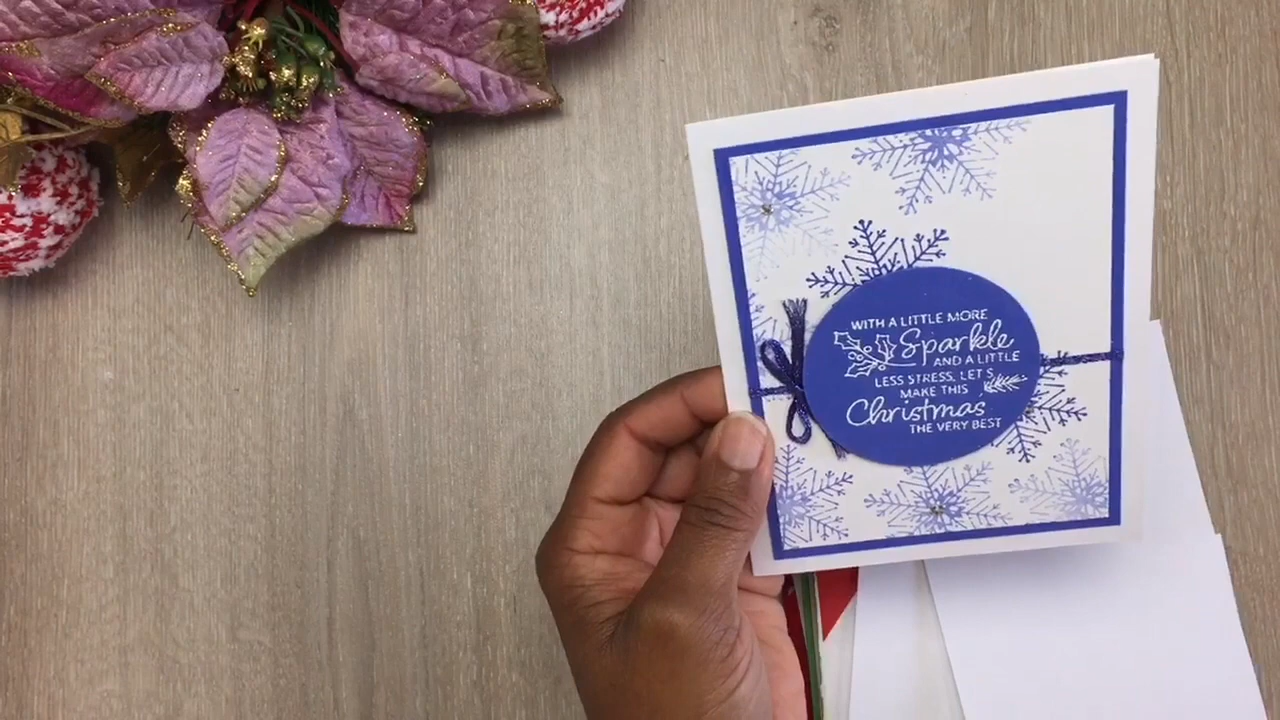 WITH A LITTLE MORE
Sparkle
AND A LITTLE
LESS STRESS, LET'S
MAKE THIS
Christmas
THE VERY BEST